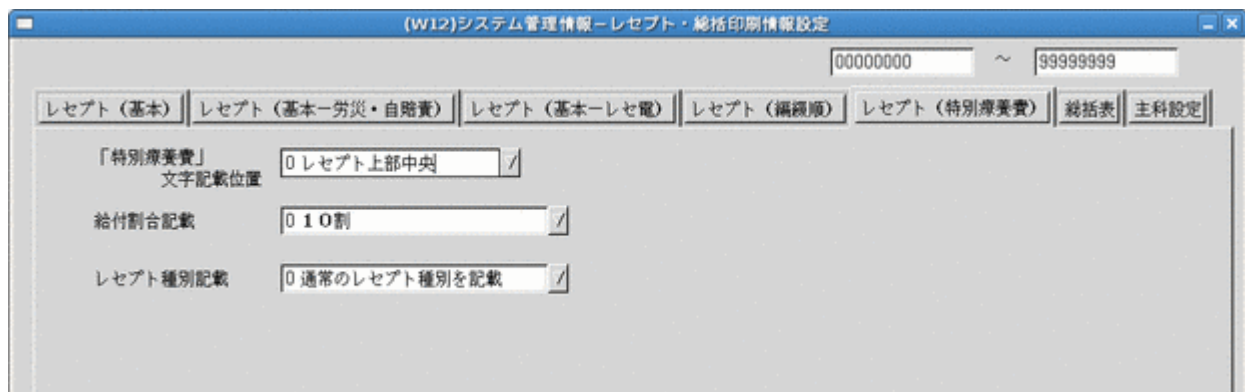 (W12)システム管理情報－レセプト・総括印刷情報設定
00000000 ～ 99999999
レセプト（基本） レセプト（基本－労災・自賠責） レセプト（基本－レセ電） レセプト（編綴順） レセプト（特別療養費） 総括表 主科設定
「特別療養費」
文字記載位置 0 レセプト上部中央
給付割合記載 0 １０割
レセプト種別記載 0 通常のレセプト種別を記載